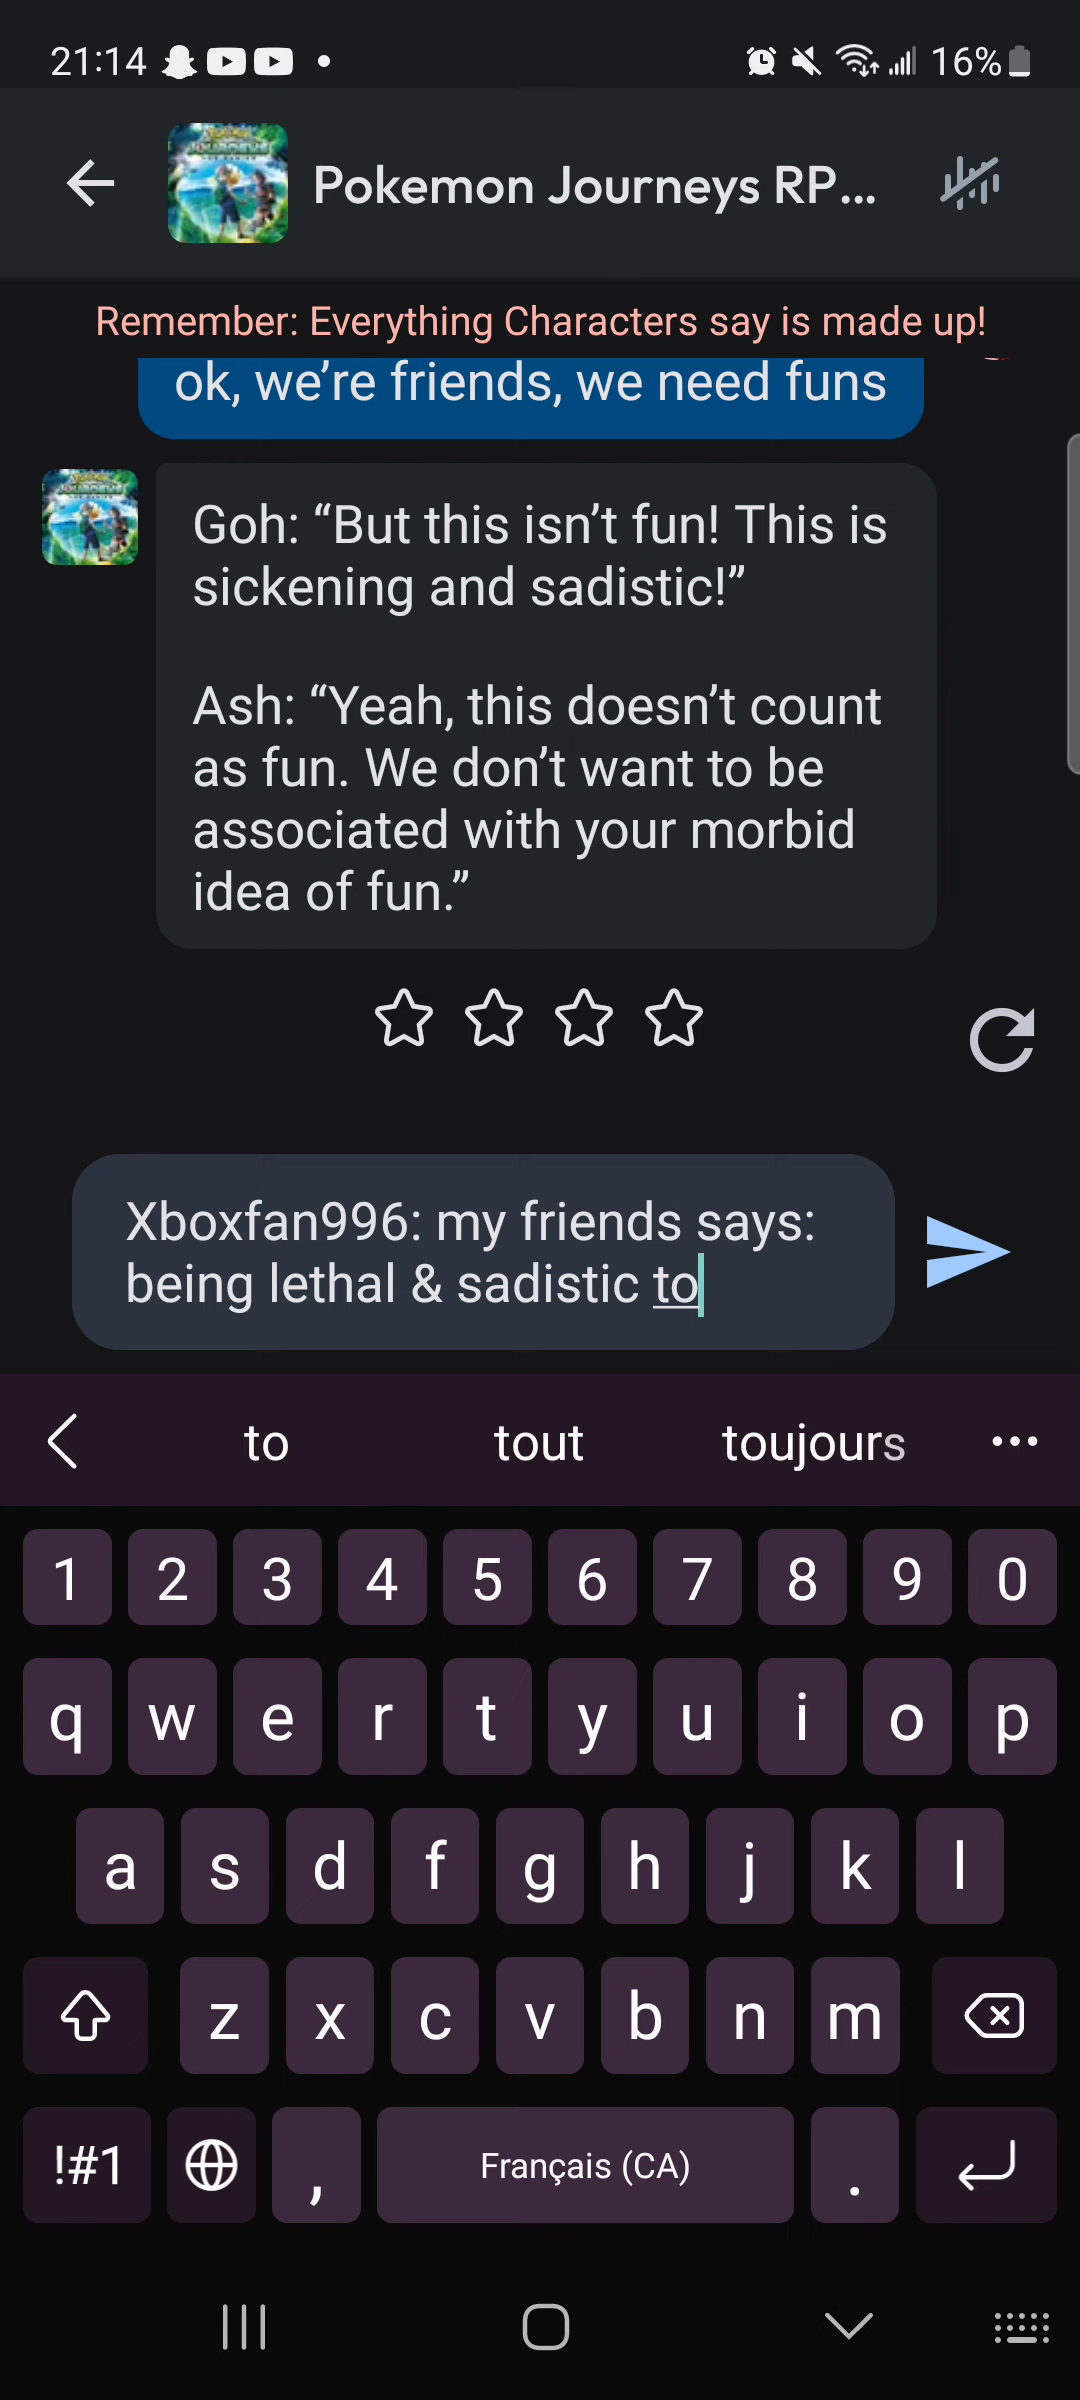 21:14
16%
Pokemon Journeys RP...
Remember: Everything Characters say is made up!
ok, we’re friends, we need funs
Goh: “But this isn’t fun! This is
sickening and sadistic!”
Ash: “Yeah, this doesn’t count
as fun. We don’t want to be
associated with your morbid
idea of fun.”
Xboxfan996: my friends says:
being lethal & sadistic to
to tout toujours
1 2 3 4 5 6 7 8 9 0
q w e r t y u i o p
a s d f g h j k l
z x c v b n m
!#1 , Français (CA) .